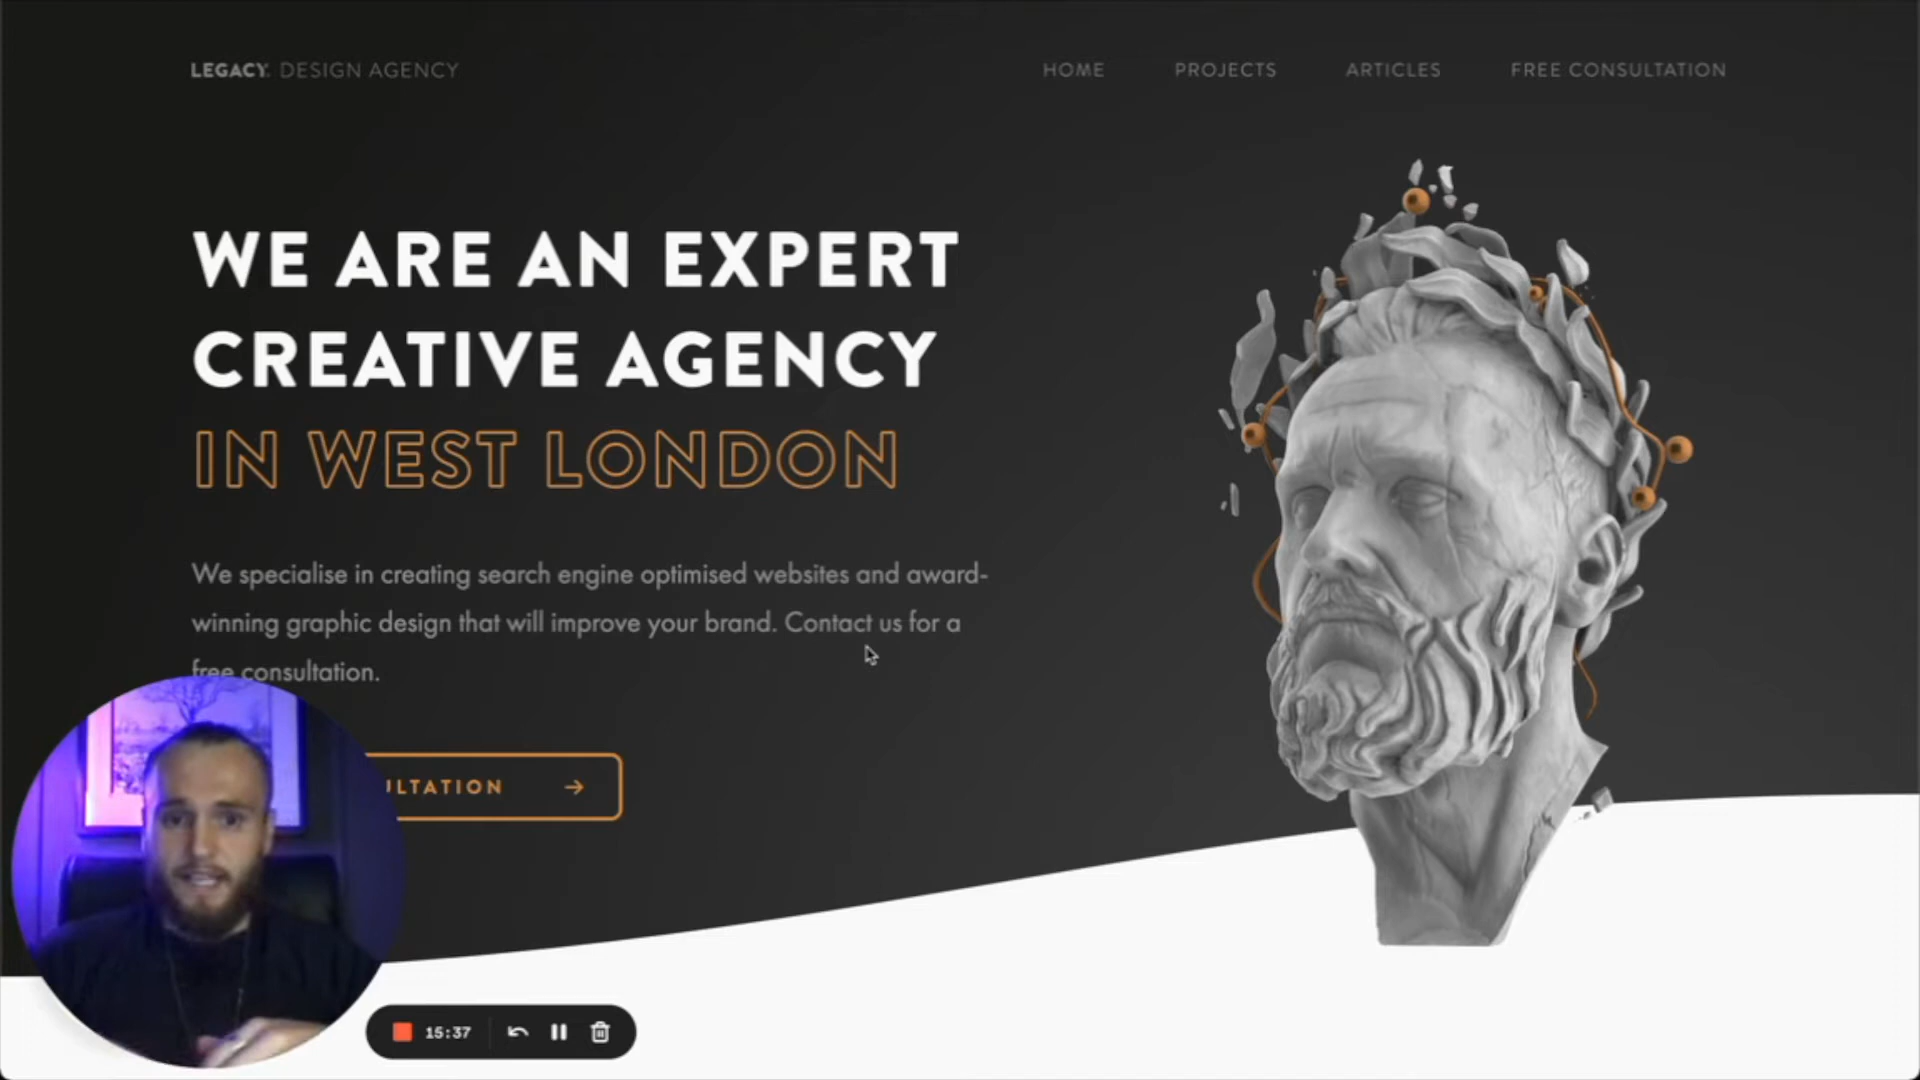 LEGACY. DESIGN AGENCY
HOME PROJECTS ARTICLES FREE CONSULTATION
WE ARE AN EXPERT
CREATIVE AGENCY
IN WEST LONDON
We specialise in creating search engine optimised websites and award-
winning graphic design that will improve your brand. Contact us for a
free consultation.
ULTATION →
15:37